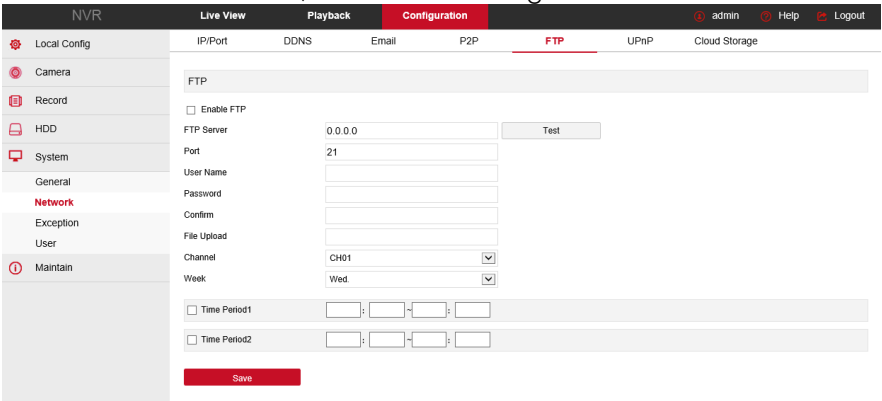 NVR Live View Playback Configuration admin Help Logout
Local Config IP/Port DDNS Email P2P FTP UPnP Cloud Storage
Camera
FTP
Record
Enable FTP
HDD
FTP Server 0.0.0.0 Test
System
Port 21
General
User Name
Network
Password
Exception
Confirm
User
File Upload
Maintain
Channel CH01
Week Wed.
Time Period1 : ~ :
Time Period2 : ~ :
Save